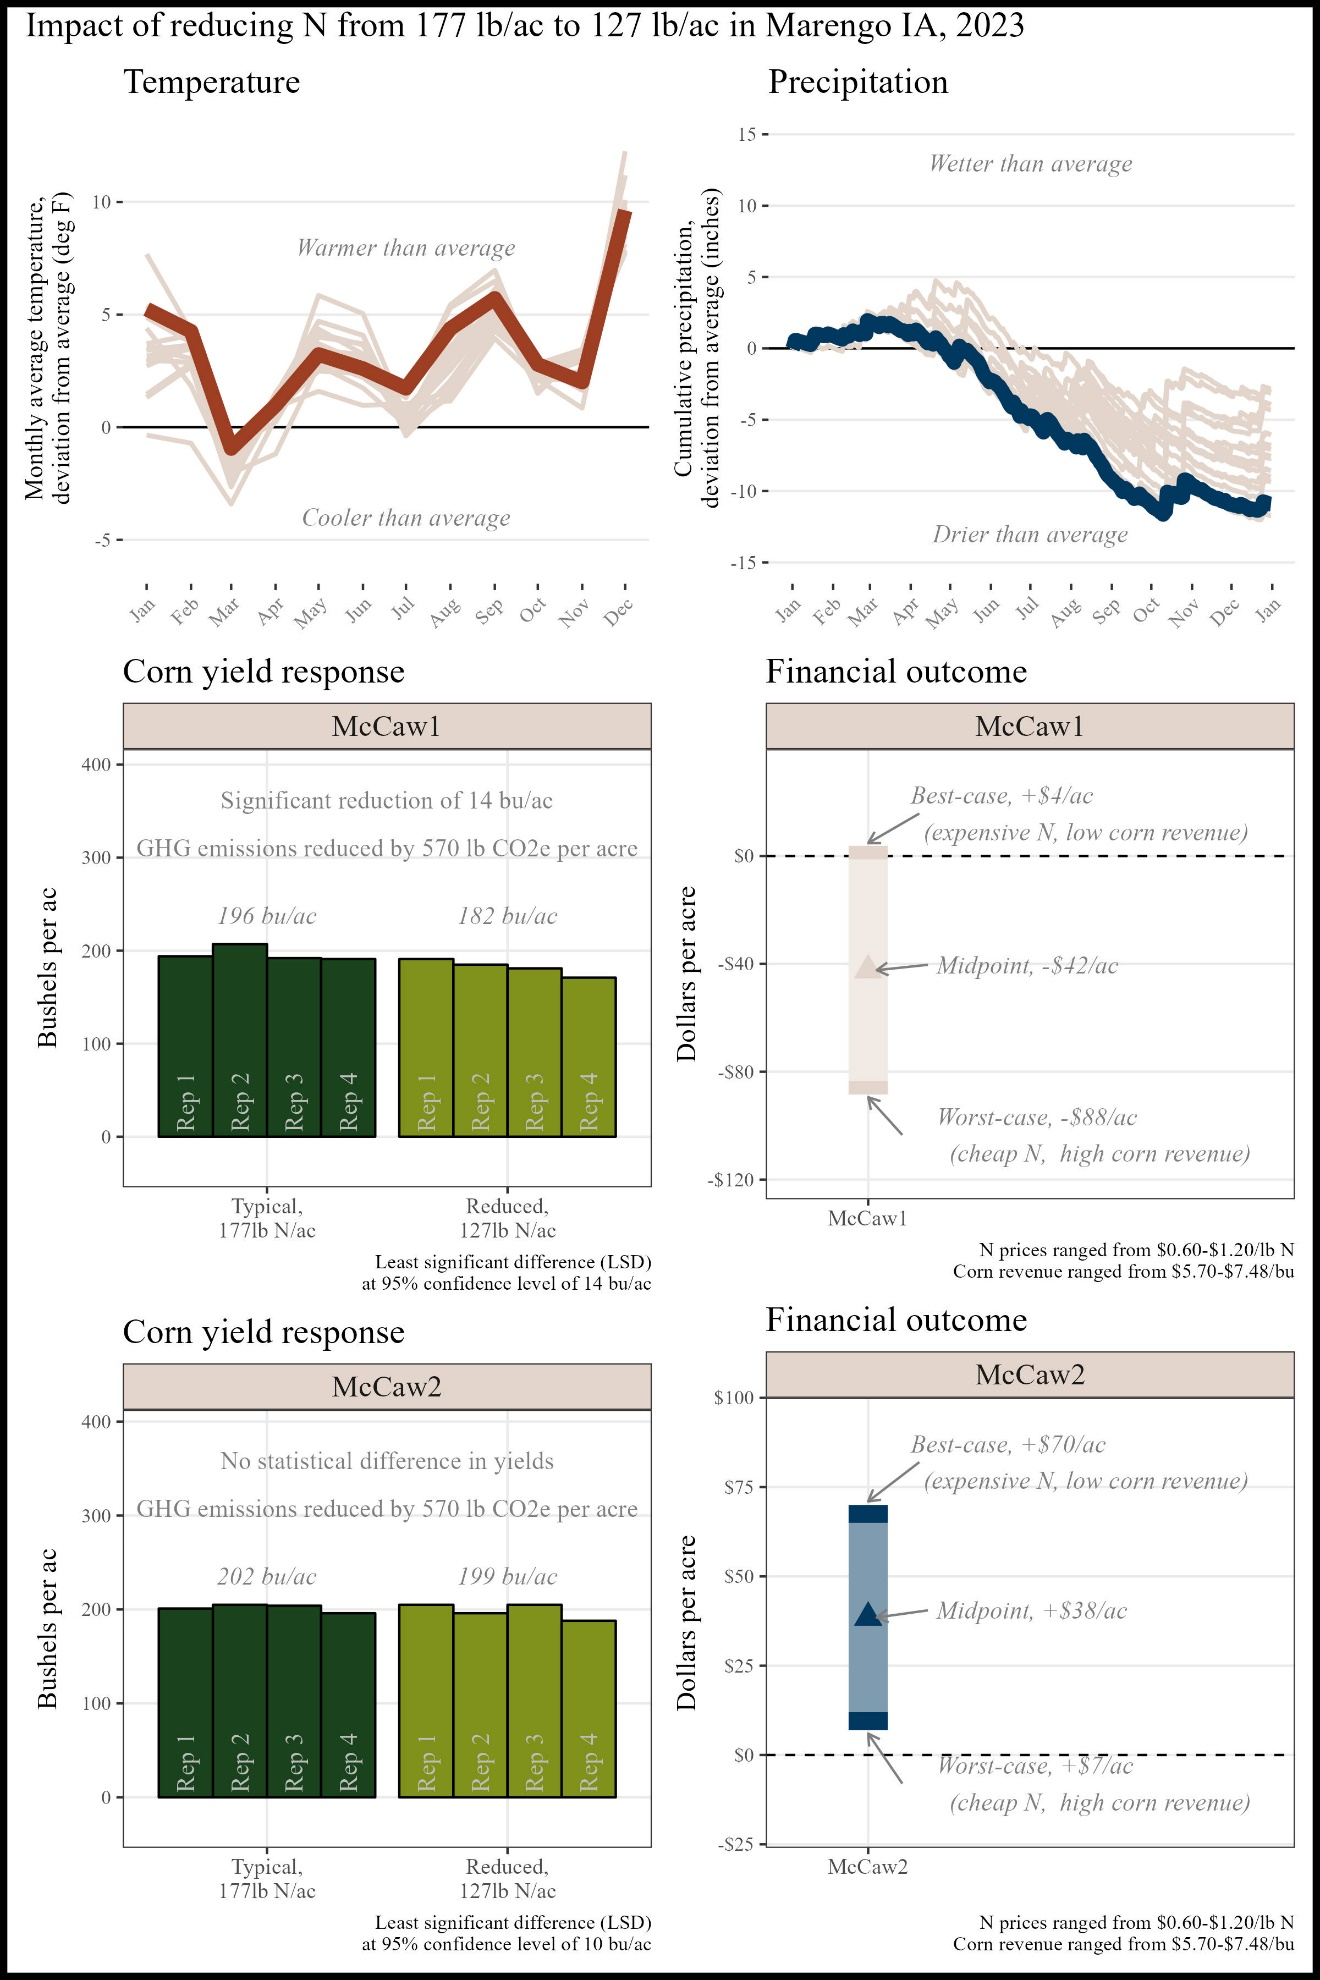 Impact of reducing N from 177 lb/ac to 127 lb/ac in Marengo IA, 2023
Temperature
Monthly average temperature,
deviation from average (deg F)
10
5
0
-5
Warmer than average
Cooler than average
Jan
Feb
Mar
Apr
May
Jun
Jul
Aug
Sep
Oct
Nov
Dec
Precipitation
Cumulative precipitation,
deviation from average (inches)
15
10
5
0
-5
-10
-15
Wetter than average
Drier than average
Jan
Feb
Mar
Apr
May
Jun
Jul
Aug
Sep
Oct
Nov
Dec
Jan
Corn yield response
McCaw1
Bushels per ac
400
300
200
100
0
Significant reduction of 14 bu/ac
GHG emissions reduced by 570 lb CO2e per acre
196 bu/ac
182 bu/ac
Rep 1
Rep 2
Rep 3
Rep 4
Rep 1
Rep 2
Rep 3
Rep 4
Typical,
177lb N/ac
Reduced,
127lb N/ac
Least significant difference (LSD)
at 95% confidence level of 14 bu/ac
Financial outcome
McCaw1
Dollars per acre
$0
-$40
-$80
-$120
Best-case, +$4/ac
(expensive N, low corn revenue)
Midpoint, -$42/ac
Worst-case, -$88/ac
(cheap N, high corn revenue)
McCaw1
N prices ranged from $0.60-$1.20/lb N
Corn revenue ranged from $5.70-$7.48/bu
Corn yield response
McCaw2
Bushels per ac
400
300
200
100
0
No statistical difference in yields
GHG emissions reduced by 570 lb CO2e per acre
202 bu/ac
199 bu/ac
Rep 1
Rep 2
Rep 3
Rep 4
Rep 1
Rep 2
Rep 3
Rep 4
Typical,
177lb N/ac
Reduced,
127lb N/ac
Least significant difference (LSD)
at 95% confidence level of 10 bu/ac
Financial outcome
McCaw2
Dollars per acre
$100
$75
$50
$25
$0
-$25
Best-case, +$70/ac
(expensive N, low corn revenue)
Midpoint, +$38/ac
Worst-case, +$7/ac
(cheap N, high corn revenue)
McCaw2
N prices ranged from $0.60-$1.20/lb N
Corn revenue ranged from $5.70-$7.48/bu